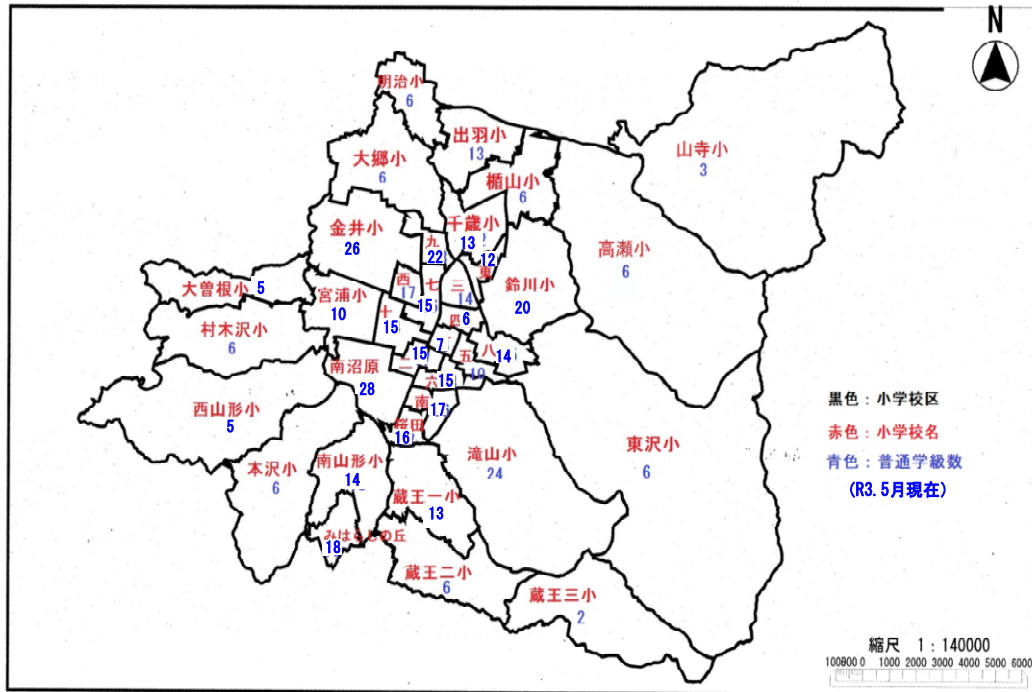 N
明治小
6
出羽小
13
大郷小
6
楯山小
6
山寺小
3
千歳小
13
金井小
26
九
22
12
東
高瀬小
6
西
17
七
15
三
14
鈴川小
20
大曽根小 5
宮浦小
10
十
15
四 6
村木沢小
6
7
二 15
五
八 14
南沼原
28
六 15
西山形小
5
南
17
桜田
16
滝山小
24
東沢小
6
本沢小
6
南山形小
14
蔵王一小
13
みはらしの丘
18
蔵王二小
6
蔵王三小
2
黒色：小学校区
赤色：小学校名
青色：普通学級数
(R3.5月現在)
縮尺 1：140000
0 1000 2000 3000 4000 5000 6000